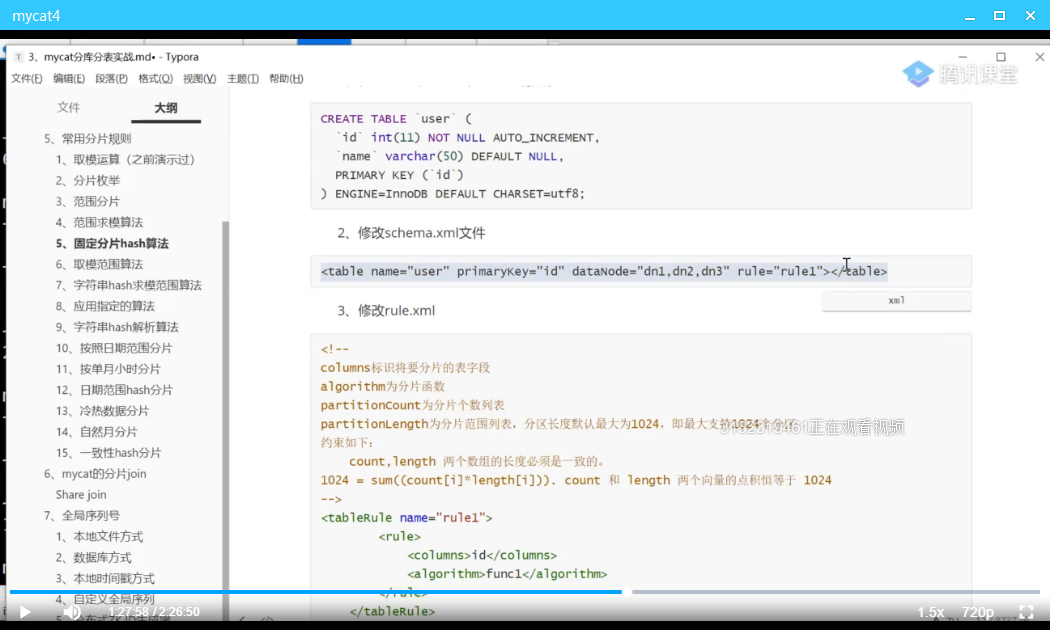 mycat4
3、mycat分库分表实战.md• - Typora
文件(F) 编辑(E) 段落(P) 格式(O) 视图(V) 主题(T) 帮助(H)
腾讯课堂
文件 大纲
5、常用分片规则
1、取模运算（之前演示过）
2、分片枚举
3、范围分片
4、范围求模算法
5、固定分片hash算法
6、取模范围算法
7、字符串hash求模范围算法
8、应用指定的算法
9、字符串hash解析算法
10、按照日期范围分片
11、按单月小时分片
12、日期范围hash分片
13、冷热数据分片
14、自然月分片
15、一致性hash分片
6、mycat的分片join
Share join
7、全局序列号
1、本地文件方式
2、数据库方式
3、本地时间戳方式
4、自定义全局序列
CREATE TABLE `user` (
`id` int(11) NOT NULL AUTO_INCREMENT,
`name` varchar(50) DEFAULT NULL,
PRIMARY KEY (`id`)
) ENGINE=InnoDB DEFAULT CHARSET=utf8;
2、修改schema.xml文件
<table name="user" primaryKey="id" dataNode="dn1,dn2,dn3" rule="rule1"></table>
xml
3、修改rule.xml
<!--
columns标识将要分片的表字段
algorithm为分片函数
partitionCount为分片个数列表
partitionLength为分片范围列表，分区长度默认最大为1024，即最大支持1024个分区
正在观看视频
约束如下：
count,length 两个数组的长度必须是一致的。
1024 = sum((count[i]*length[i])). count 和 length 两个向量的点积恒等于 1024
-->
<tableRule name="rule1">
<rule>
<columns>id</columns>
<algorithm>func1</algorithm>
</rule>
</tableRule>
1:27:58 / 2:26:50
1.5x 720p